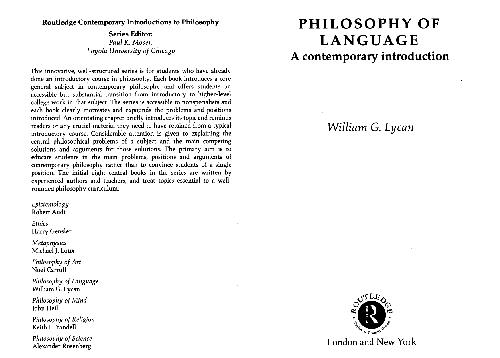 Routledge Contemporary Introductions to Philosophy
Series Editor:
Paul K. Moser,
Loyola University of Chicago
This innovative, well-structured series is for students who have already
done an introductory course in philosophy. Each book introduces a core
general subject in contemporary philosophy and offers students an
accessible but substantial transition from introductory to higher-level
college work in that subject. The series is accessible to nonspecialists and
each book clearly motivates and expounds the problems and positions
introduced. An orientating chapter briefly introduces its topic and reminds
readers of any crucial material they need to have retained from a typical
introductory course. Considerable attention is given to explaining the
central philosophical problems of a subject and the main competing
solutions and arguments for those solutions. The primary aim is to
educate students in the main problems, positions and arguments of
contemporary philosophy rather than to convince students of a single
position. The initial eight central books in the series are written by
experienced authors and teachers, and treat topics essential to a well-
rounded philosophy curriculum.
Epistemology
Robert Audi
Ethics
Harry Gensler
Metaphysics
Michael J. Loux
Philosophy of Art
Noël Carroll
Philosophy of Language
William G. Lycan
Philosophy of Mind
John Heil
Philosophy of Religion
Keith E. Yandell
Philosophy of Science
Alexander Rosenberg
PHILOSOPHY OF
LANGUAGE
A contemporary introduction
William G. Lycan
ROUTLEDGE
London and New York